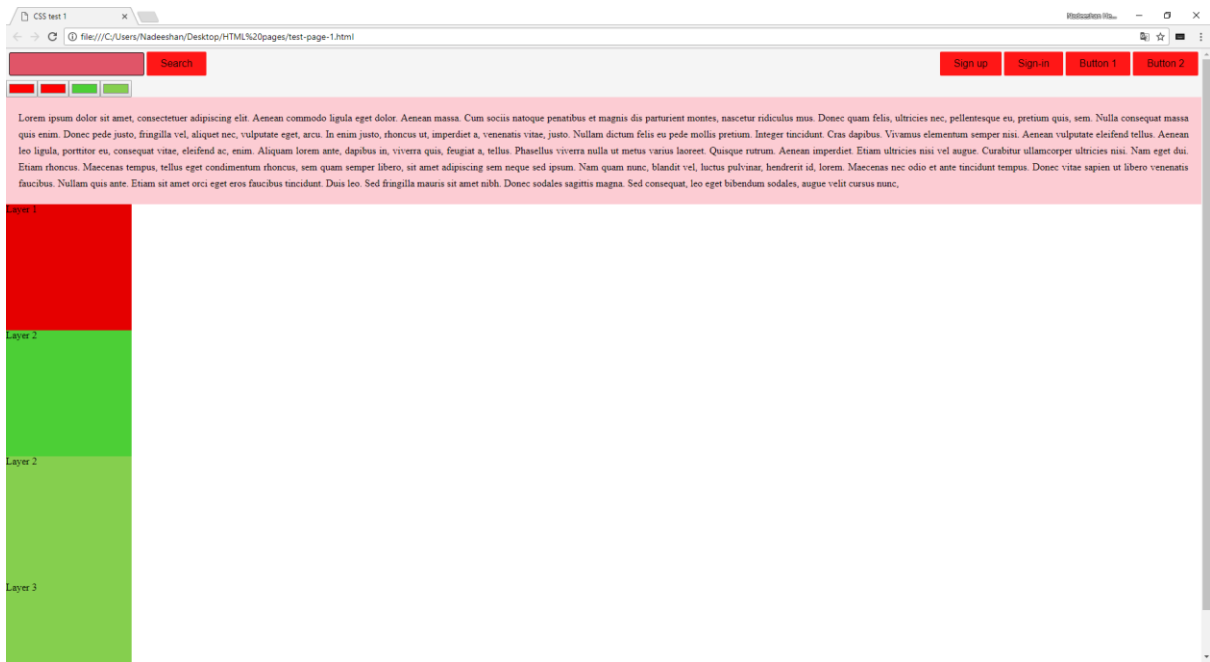 CSS test 1
file:///C:/Users/Nadeeshan/Desktop/HTML%20pages/test-page-1.html
Search Sign up Sign-in Button 1 Button 2
Lorem ipsum dolor sit amet, consectetuer adipiscing elit. Aenean commodo ligula eget dolor. Aenean massa. Cum sociis natoque penatibus et magnis dis parturient montes, nascetur ridiculus mus. Donec quam felis, ultricies nec, pellentesque eu, pretium quis, sem. Nulla consequat massa
quis enim. Donec pede justo, fringilla vel, aliquet nec, vulputate eget, arcu. In enim justo, rhoncus ut, imperdiet a, venenatis vitae, justo. Nullam dictum felis eu pede mollis pretium. Integer tincidunt. Cras dapibus. Vivamus elementum semper nisi. Aenean vulputate eleifend tellus. Aenean
leo ligula, porttitor eu, consequat vitae, eleifend ac, enim. Aliquam lorem ante, dapibus in, viverra quis, feugiat a, tellus. Phasellus viverra nulla ut metus varius laoreet. Quisque rutrum. Aenean imperdiet. Etiam ultricies nisi vel augue. Curabitur ullamcorper ultricies nisi. Nam eget dui.
Etiam rhoncus. Maecenas tempus, tellus eget condimentum rhoncus, sem quam semper libero, sit amet adipiscing sem neque sed ipsum. Nam quam nunc, blandit vel, luctus pulvinar, hendrerit id, lorem. Maecenas nec odio et ante tincidunt tempus. Donec vitae sapien ut libero venenatis
faucibus. Nullam quis ante. Etiam sit amet orci eget eros faucibus tincidunt. Duis leo. Sed fringilla mauris sit amet nibh. Donec sodales sagittis magna. Sed consequat, leo eget bibendum sodales, augue velit cursus nunc,
Layer 1
Layer 2
Layer 2
Layer 3